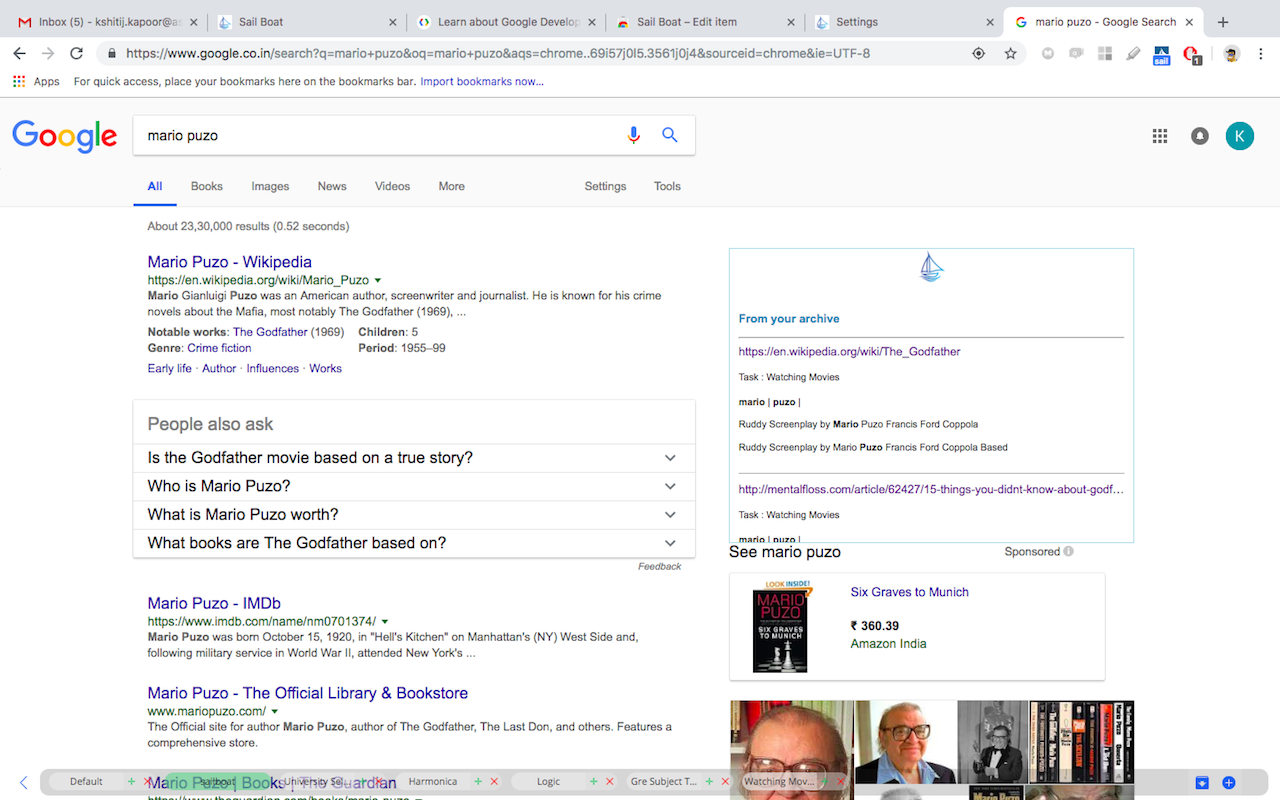 Inbox (5) - kshitij.kapoor@as
Sail Boat
Learn about Google Develop
Sail Boat – Edit item
Settings
mario puzo - Google Search
https://www.google.co.in/search?q=mario+puzo&oq=mario+puzo&aqs=chrome..69i57j0l5.3561j0j4&sourceid=chrome&ie=UTF-8
sail
1
Apps
For quick access, place your bookmarks here on the bookmarks bar. Import bookmarks now...
Google
mario puzo
K
All
Books
Images
News
Videos
More
Settings
Tools
About 23,30,000 results (0.52 seconds)
Mario Puzo - Wikipedia
https://en.wikipedia.org/wiki/Mario_Puzo
Mario Gianluigi Puzo was an American author, screenwriter and journalist. He is known for his crime
novels about the Mafia, most notably The Godfather (1969), ...
Notable works: The Godfather (1969)
Children: 5
Genre: Crime fiction
Period: 1955–99
Early life · Author · Influences · Works
People also ask
Is the Godfather movie based on a true story?
Who is Mario Puzo?
What is Mario Puzo worth?
What books are The Godfather based on?
Feedback
Mario Puzo - IMDb
https://www.imdb.com/name/nm0701374/
Mario Puzo was born October 15, 1920, in "Hell's Kitchen" on Manhattan's (NY) West Side and,
following military service in World War II, attended New York's ...
Mario Puzo - The Official Library & Bookstore
www.mariopuzo.com/
The Official site for author Mario Puzo, author of The Godfather, The Last Don, and others. Features a
comprehensive store.
Mario Puzo | Books | The Guardian
https://www.theguardian.com/books/mario-puzo
From your archive
https://en.wikipedia.org/wiki/The_Godfather
Task : Watching Movies
mario | puzo |
Ruddy Screenplay by Mario Puzo Francis Ford Coppola
Ruddy Screenplay by Mario Puzo Francis Ford Coppola Based
http://mentalfloss.com/article/62427/15-things-you-didnt-know-about-godf...
Task : Watching Movies
mario | puzo |
See mario puzo
Sponsored
LOOK INSIDE!
MARIO
PUZO
SIX GRAVES
TO MUNICH
Six Graves to Munich
₹ 360.39
Amazon India
Default
Sailboat
University Se...
Harmonica
Logic
Gre Subject T...
Watching Mov...